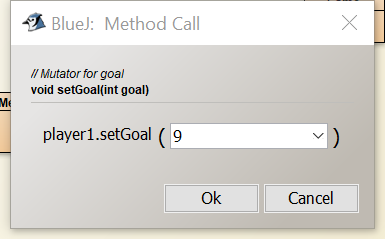 BlueJ: Method Call
// Mutator for goal
void setGoal(int goal)
player1.setGoal ( 9 )
Ok Cancel